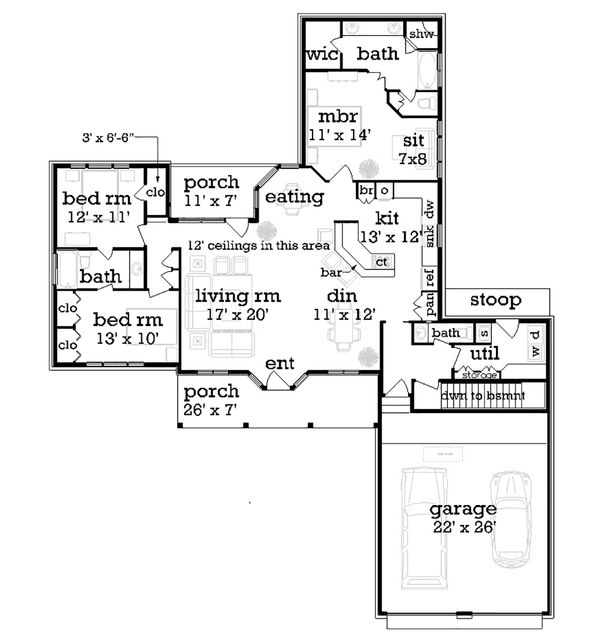 shw
wic
bath
mbr
11' x 14'
sit
7x8
3' x 6'-6"
clo
bed rm
12' x 11'
porch
11' x 7'
eating
br
o
kit
13' x 12'
dw
snk
12' ceilings in this area
bath
bar
ct
ref
pan
clo
bed rm
13' x 10'
clo
living rm
17' x 20'
din
11' x 12'
stoop
bath
s
util
w d
storage
ent
porch
26' x 7'
dwn to bsmnt
garage
22' x 26'